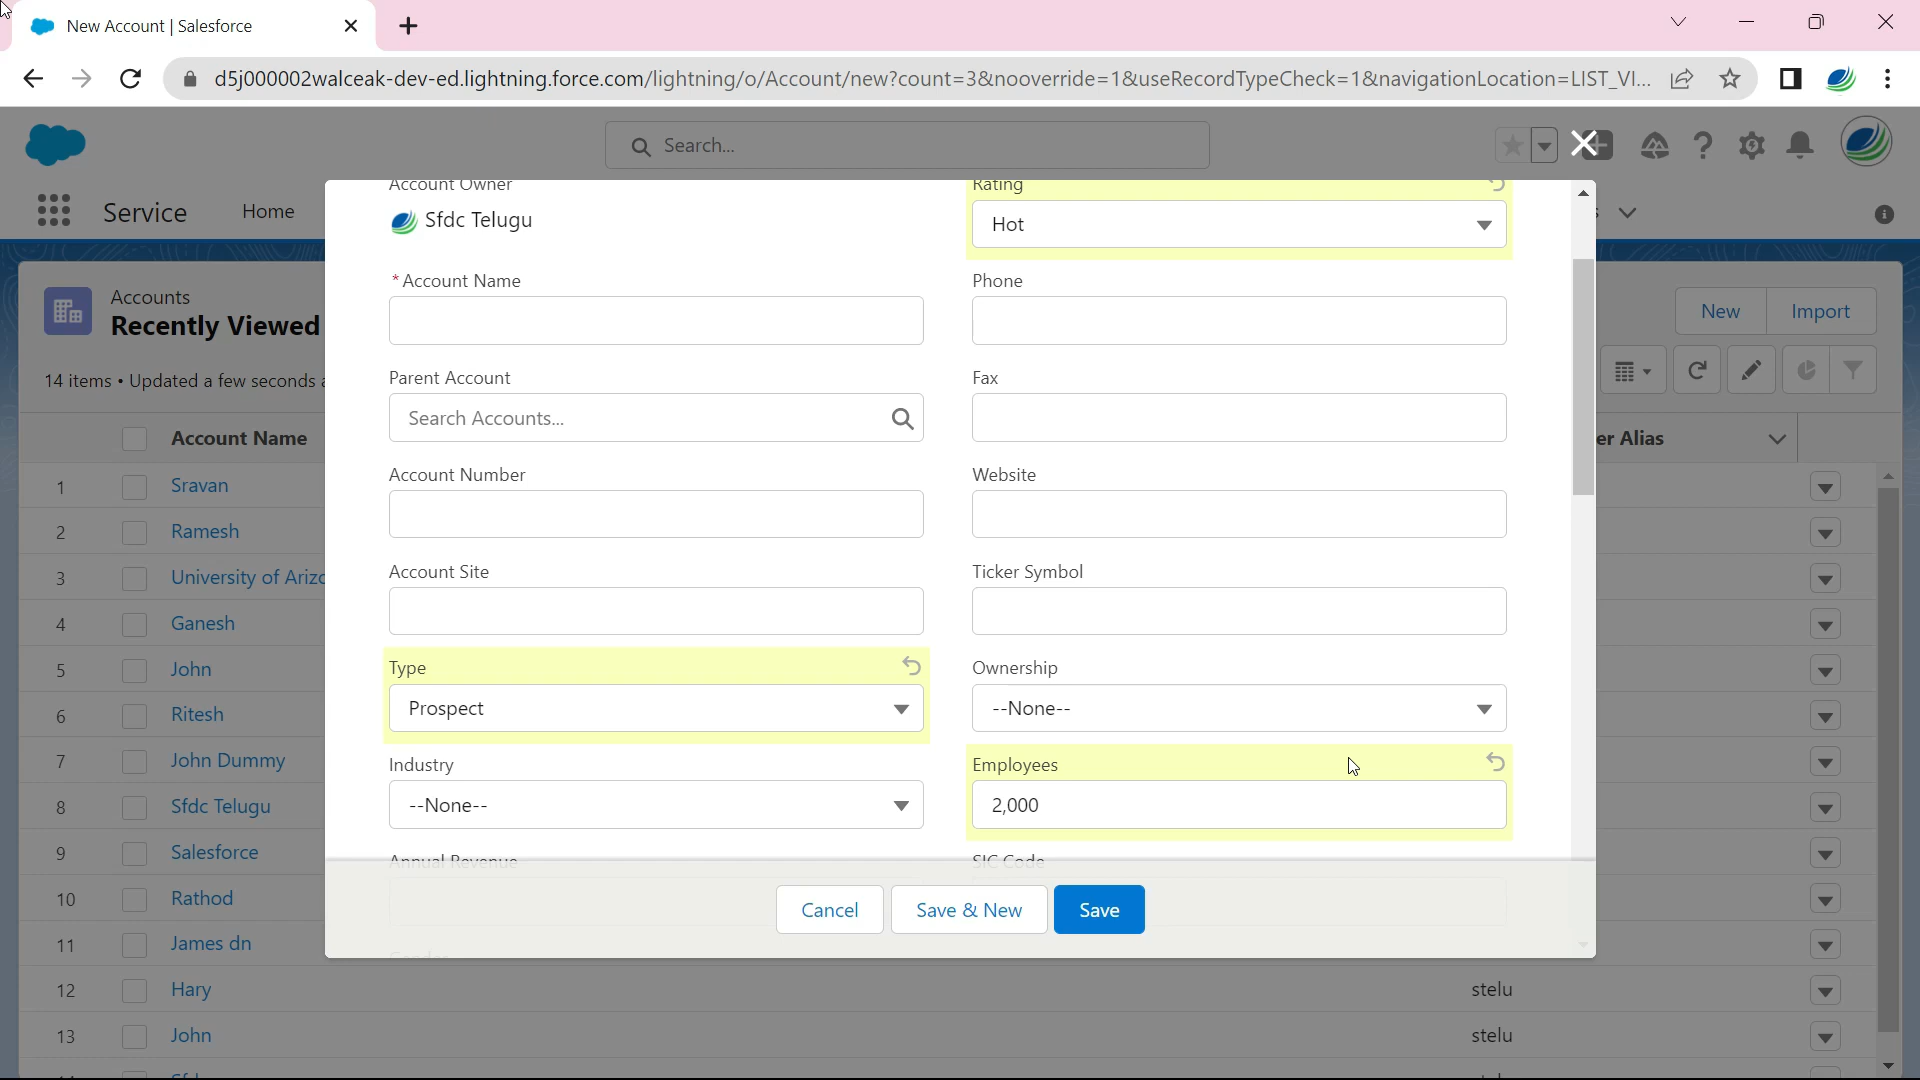 New Account | Salesforce
d5j000002walceak-dev-ed.lightning.force.com/lightning/o/Account/new?count=3&nooverride=1&useRecordTypeCheck=1&navigationLocation=LIST_VI...
Search...
Service
Home
Accounts
Recently Viewed
14 items • Updated a few seconds
New
Import
Account Name
er Alias
1 Sravan
2 Ramesh
3 University of Arizo
4 Ganesh
5 John
6 Ritesh
7 John Dummy
8 Sfdc Telugu
9 Salesforce
10 Rathod
11 James dn
12 Hary stelu
13 John stelu
Account Owner
Sfdc Telugu
Rating
Hot
* Account Name
Phone
Parent Account
Search Accounts...
Fax
Account Number
Website
Account Site
Ticker Symbol
Type
Prospect
Ownership
--None--
Industry
--None--
Employees
2,000
Annual Revenue
SIC Code
Cancel
Save & New
Save